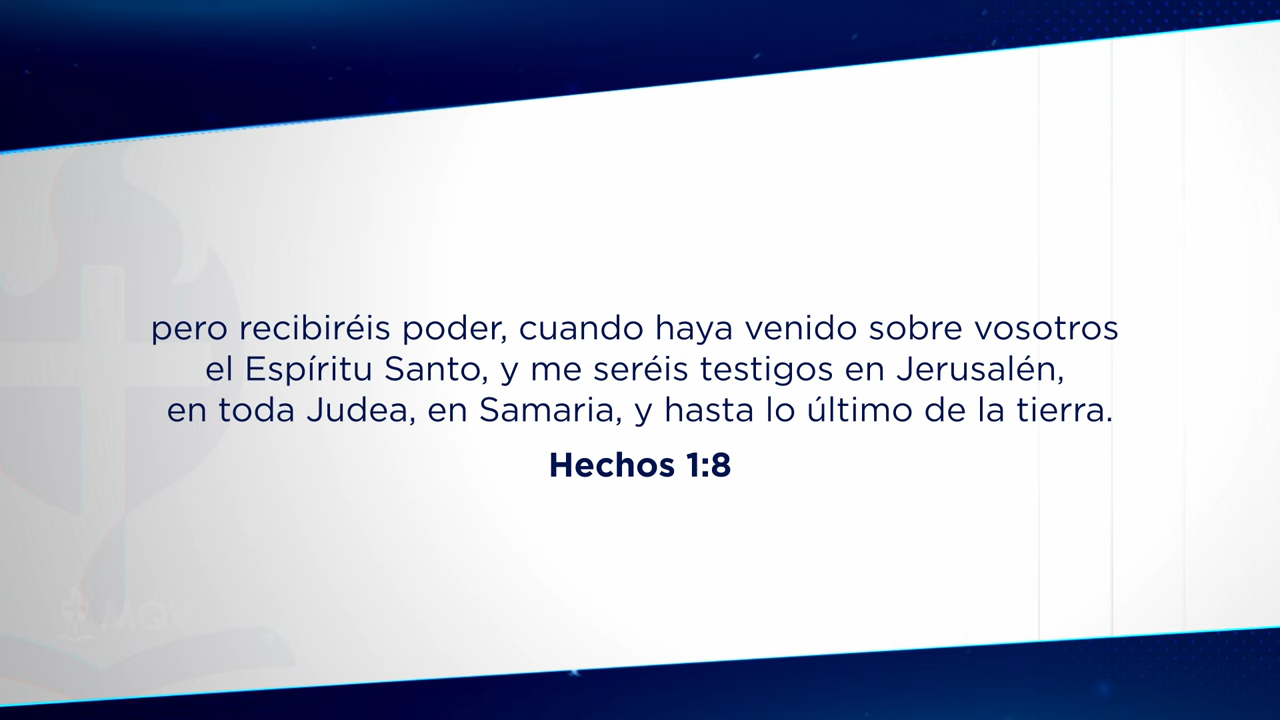 pero recibiréis poder, cuando haya venido sobre vosotros
el Espíritu Santo, y me seréis testigos en Jerusalén,
en toda Judea, en Samaria, y hasta lo último de la tierra.
Hechos 1:8